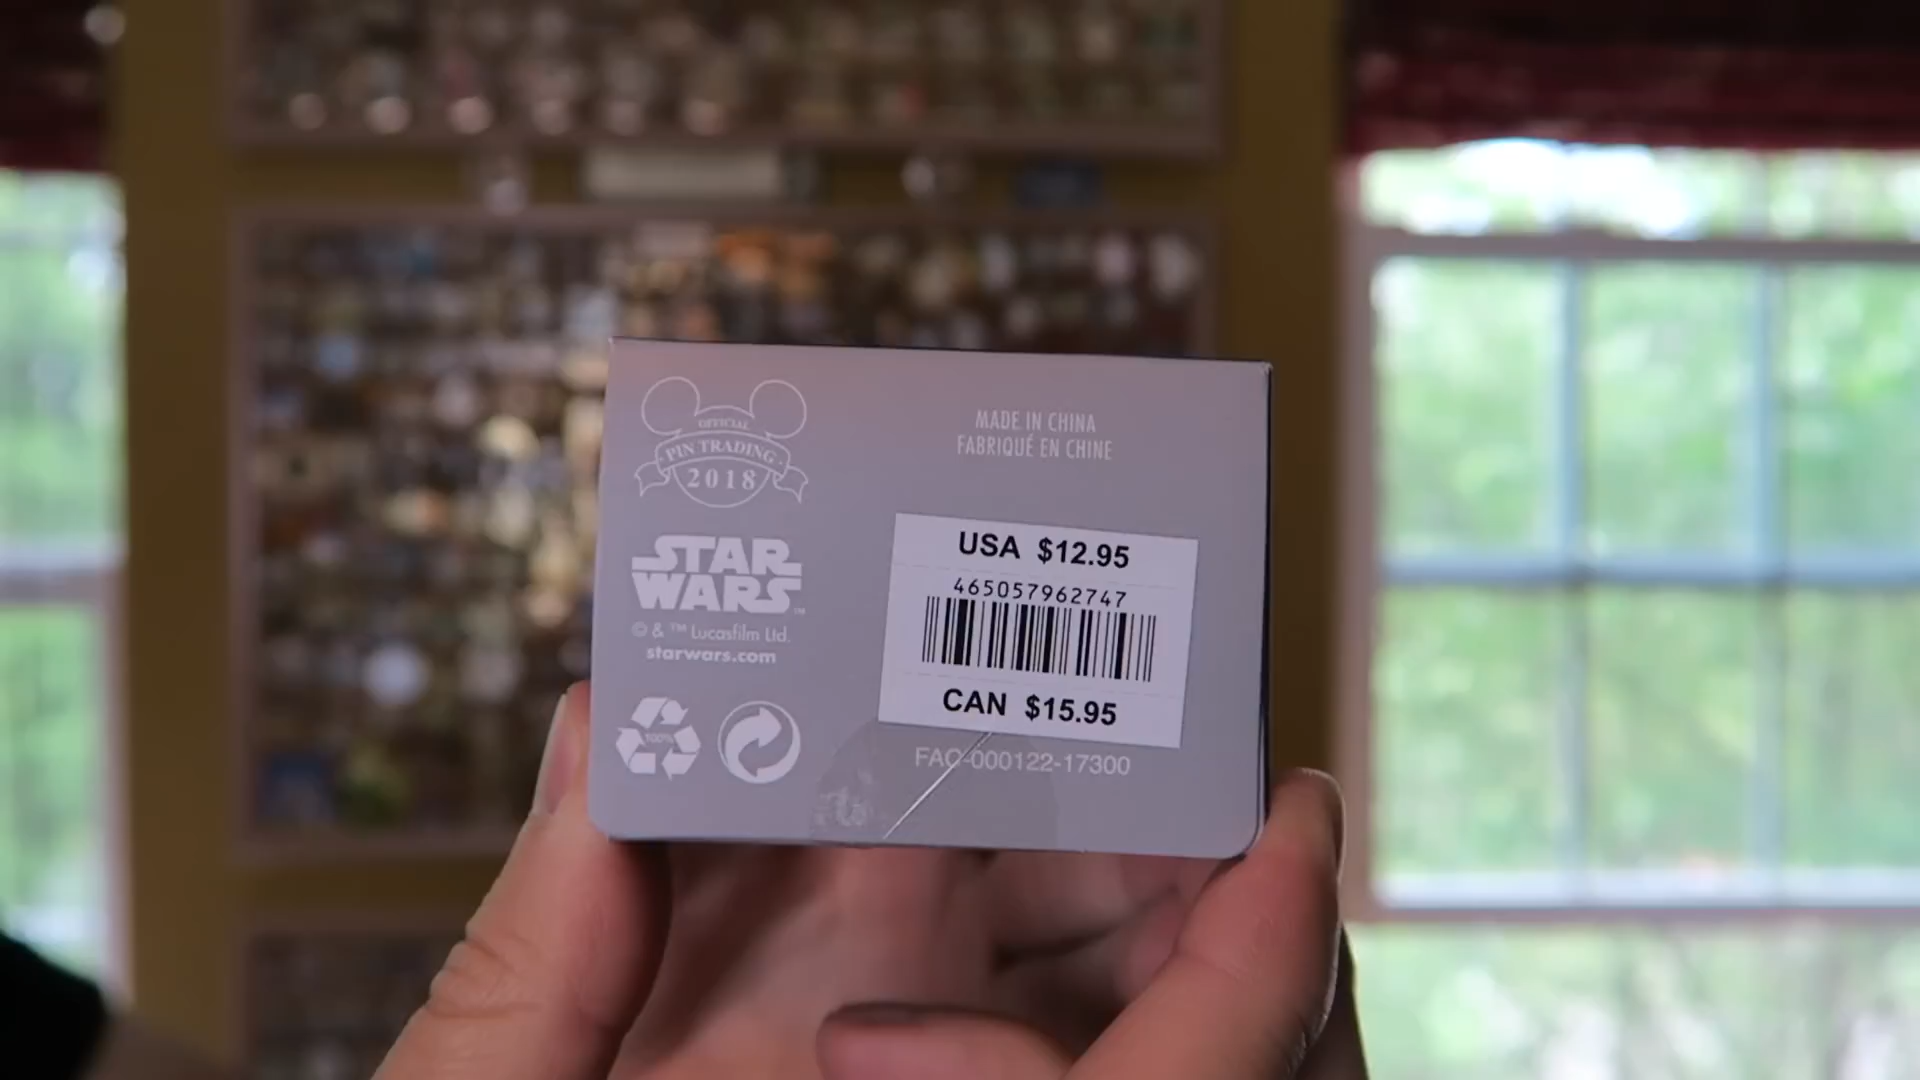 OFFICIAL
PIN TRADING
2018
STAR
WARS™
© & ™ Lucasfilm Ltd.
starwars.com
100%
MADE IN CHINA
FABRIQUÉ EN CHINE
USA $12.95
465057962747
CAN $15.95
FAC-000122-17300